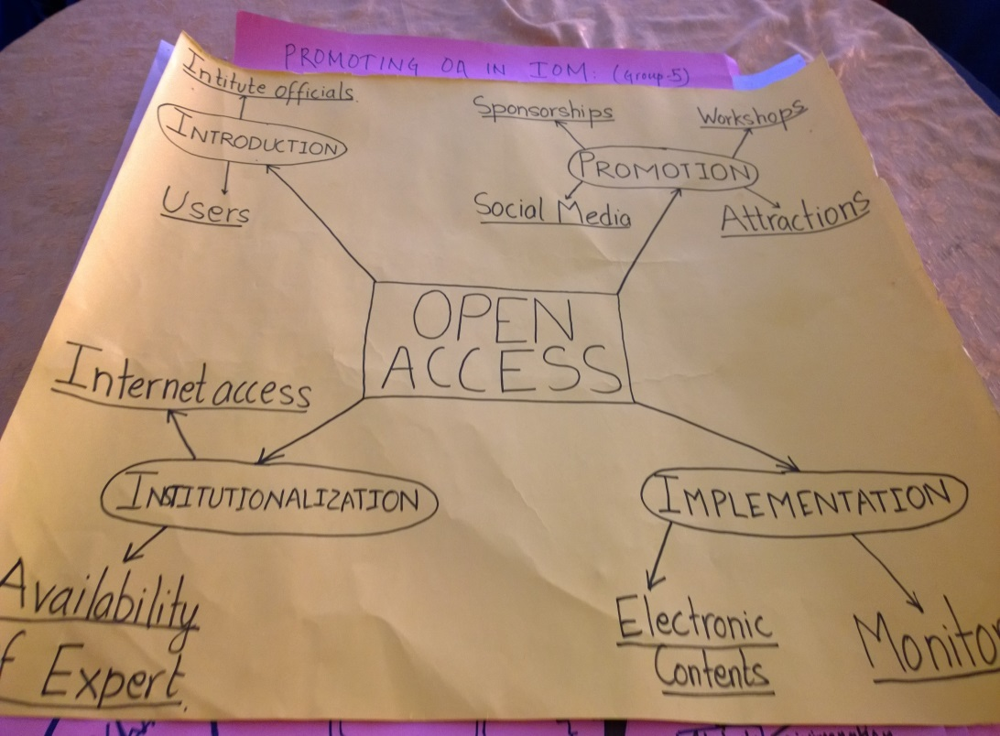 PROMOTING OA IN IOM: (Group-5)
Intitute officials
INTRODUCTION
Users
Sponsorships
Workshops
PROMOTION
Social Media
Attractions
OPEN
ACCESS
Internet access
INSTITUTIONALIZATION
Availability
f Expert
IMPLEMENTATION
Electronic
Contents
Monitor